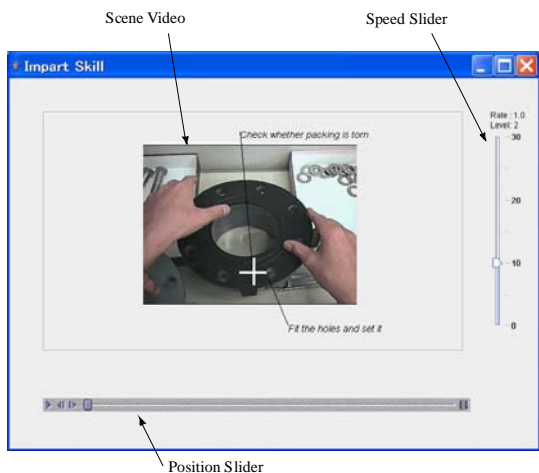 Scene Video
Speed Slider
Impart Skill
Rate : 1.0
Level: 2
Check whether packing is torn
30
20
10
0
Fit the holes and set it
Position Slider